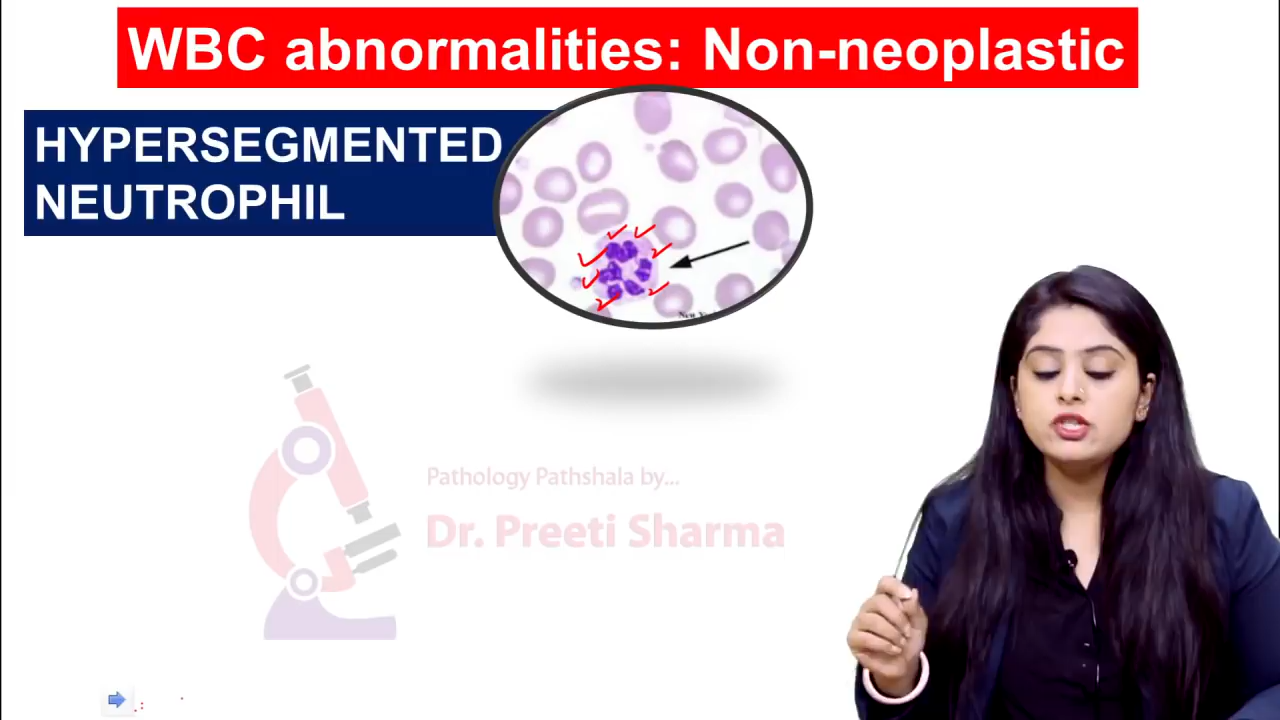 WBC abnormalities: Non-neoplastic
HYPERSEGMENTED
NEUTROPHIL
Pathology Pathshala by...
Dr. Preeti Sharma